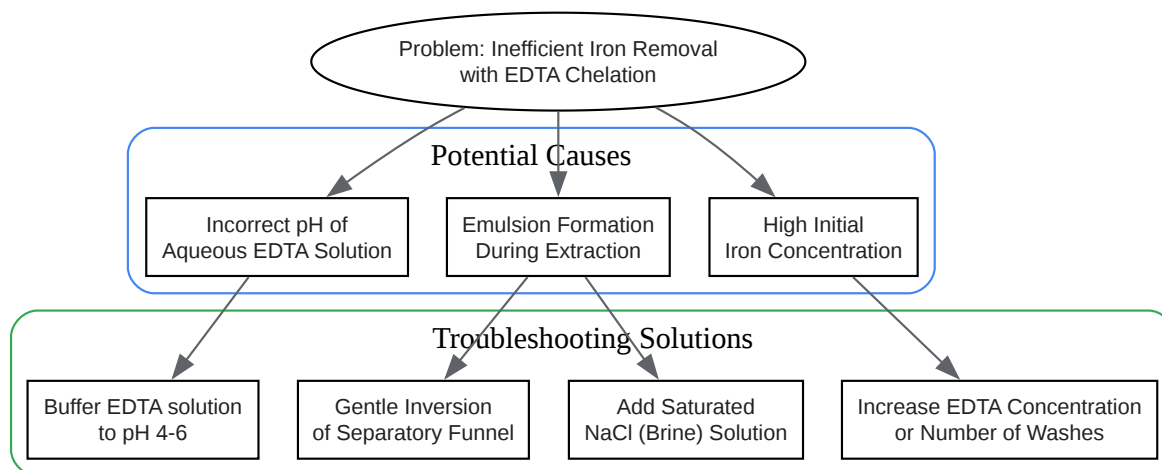 Problem: Inefficient Iron Removal
with EDTA Chelation
Potential Causes
Incorrect pH of
Aqueous EDTA Solution
Emulsion Formation
During Extraction
High Initial
Iron Concentration
Troubleshooting Solutions
Buffer EDTA solution
to pH 4-6
Gentle Inversion
of Separatory Funnel
Add Saturated
NaCl (Brine) Solution
Increase EDTA Concentration
or Number of Washes